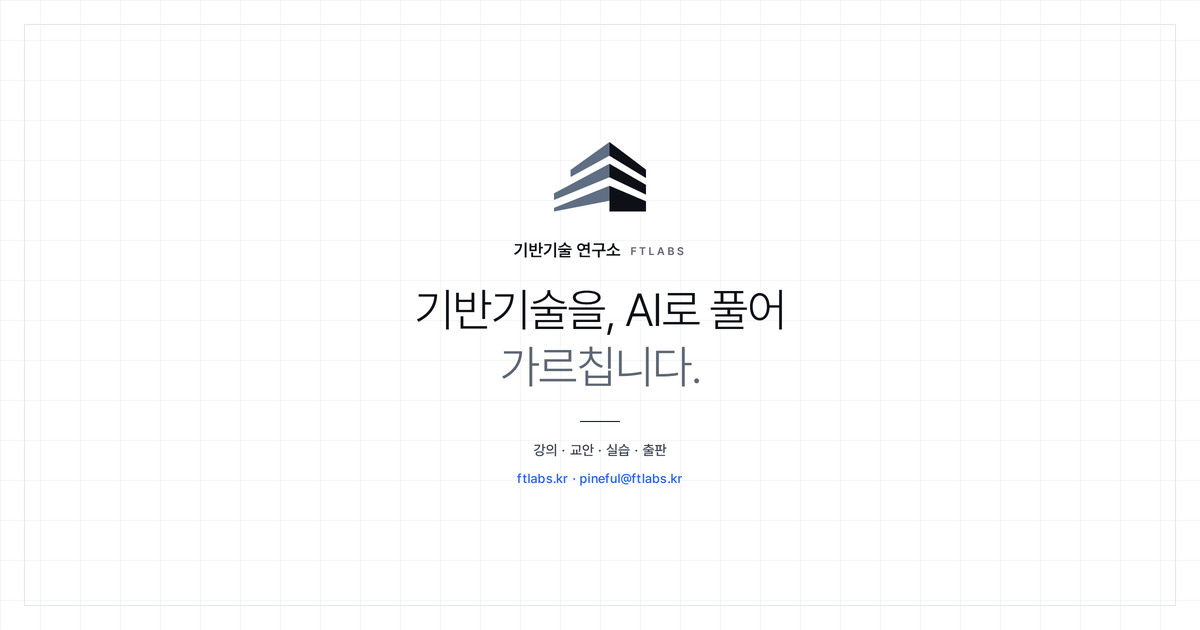 기반기술 연구소 FTLABS
기반기술을, AI로 풀어
가르칩니다.
강의 · 교안 · 실습 · 출판
ftlabs.kr · pineful@ftlabs.kr